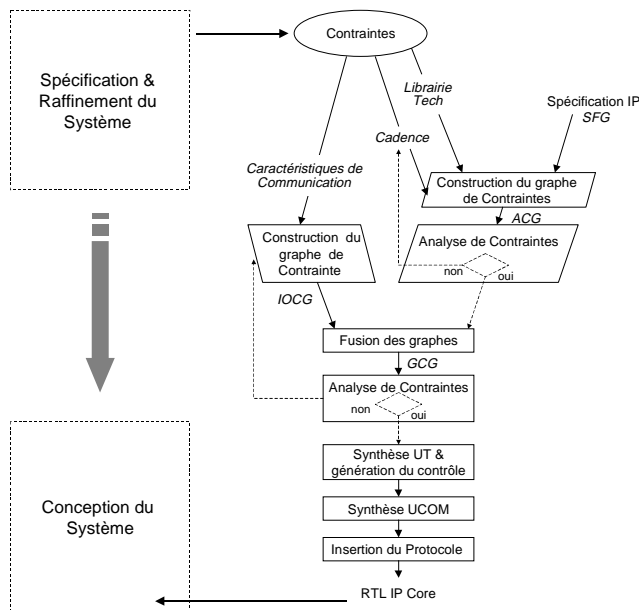 Contraintes
Spécification &
Raffinement du
Système
Librairie
Tech
Spécification IP
SFG
Cadence
Caractéristiques de
Communication
Construction du graphe
de Contraintes
ACG
Construction du
graphe de
Contrainte
Analyse de Contraintes
non
oui
IOCG
Fusion des graphes
GCG
Analyse de Contraintes
non
oui
Synthèse UT &
génération du contrôle
Conception du
Système
Synthèse UCOM
Insertion du Protocole
RTL IP Core